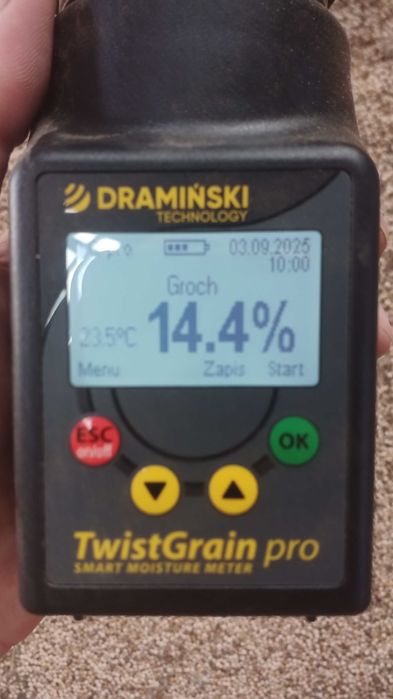 DRAMIŃSKI
TECHNOLOGY
pro 03.09.2025
10:00
Groch
23.5°C 14.4%
Menu Zapis Start
ESC
on/off
OK
TwistGrain pro
SMART MOISTURE METER